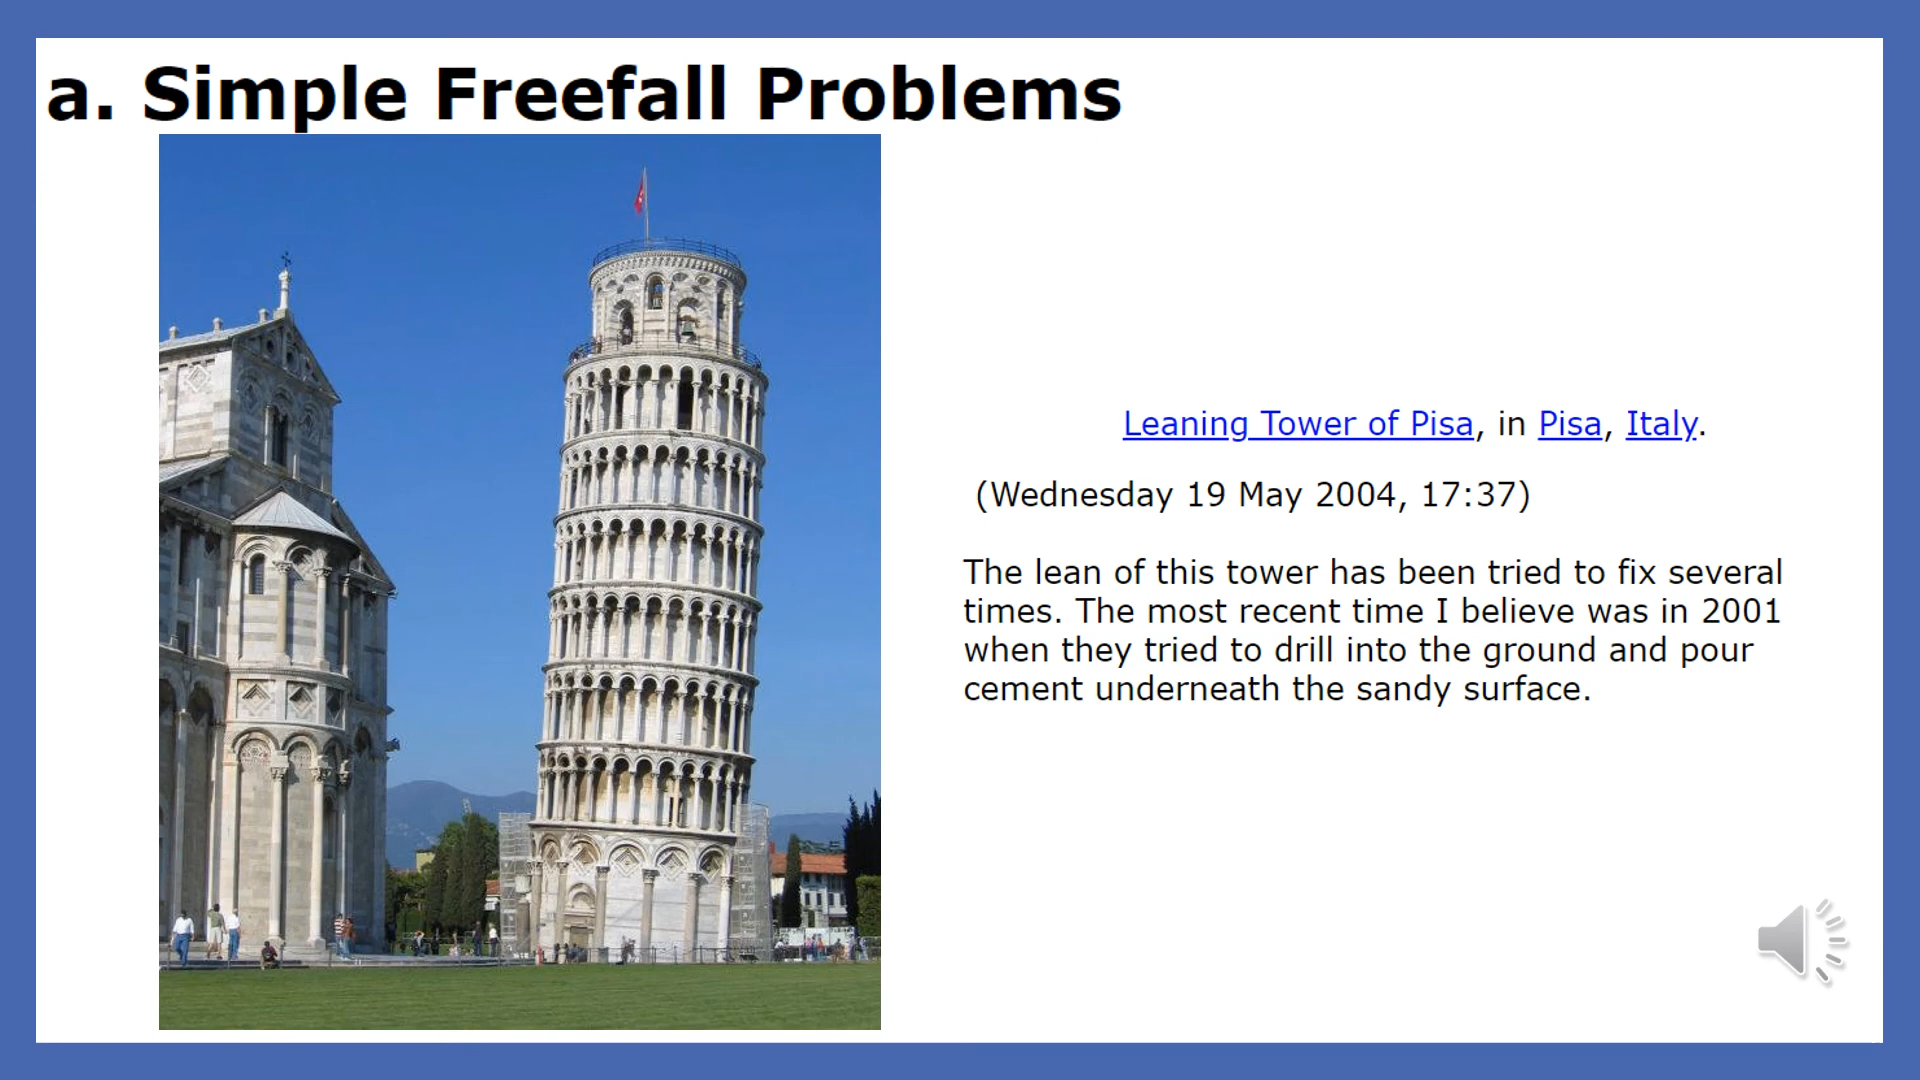 a. Simple Freefall Problems
Leaning Tower of Pisa, in Pisa, Italy.
(Wednesday 19 May 2004, 17:37)
The lean of this tower has been tried to fix several
times. The most recent time I believe was in 2001
when they tried to drill into the ground and pour
cement underneath the sandy surface.